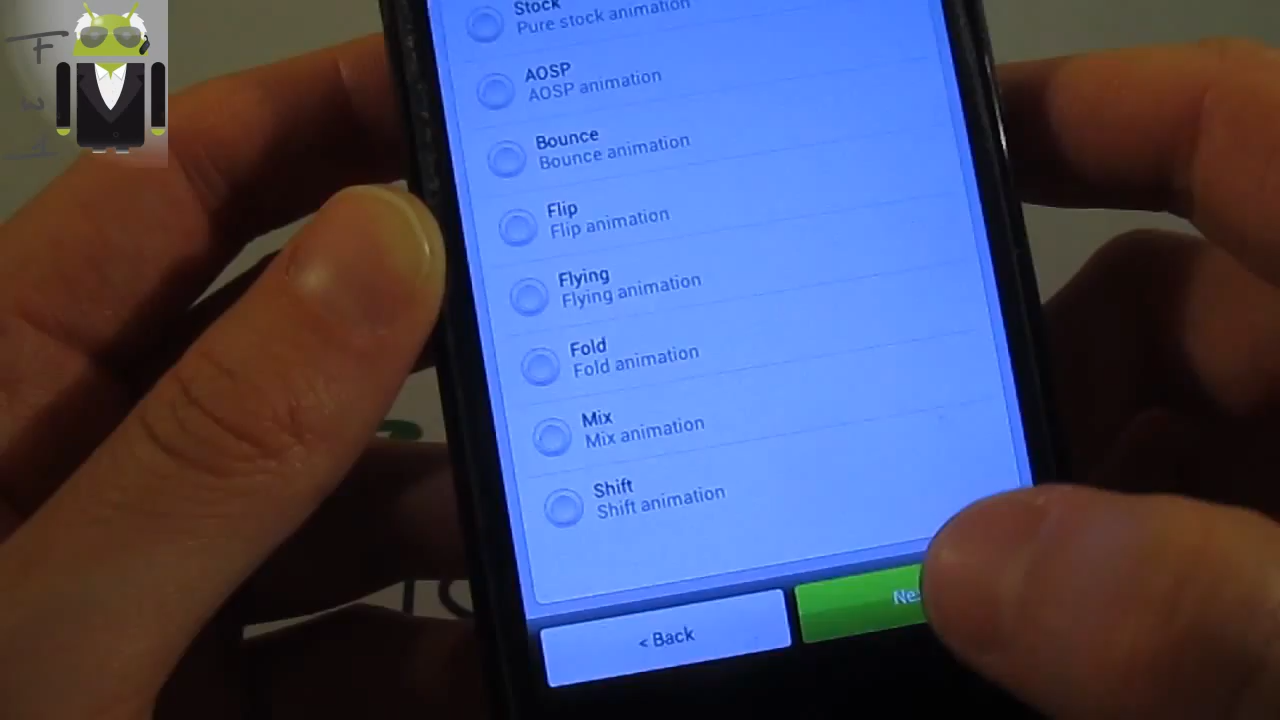 Stock
Pure stock animation
AOSP
AOSP animation
Bounce
Bounce animation
Flip
Flip animation
Flying
Flying animation
Fold
Fold animation
Mix
Mix animation
Shift
Shift animation
< Back